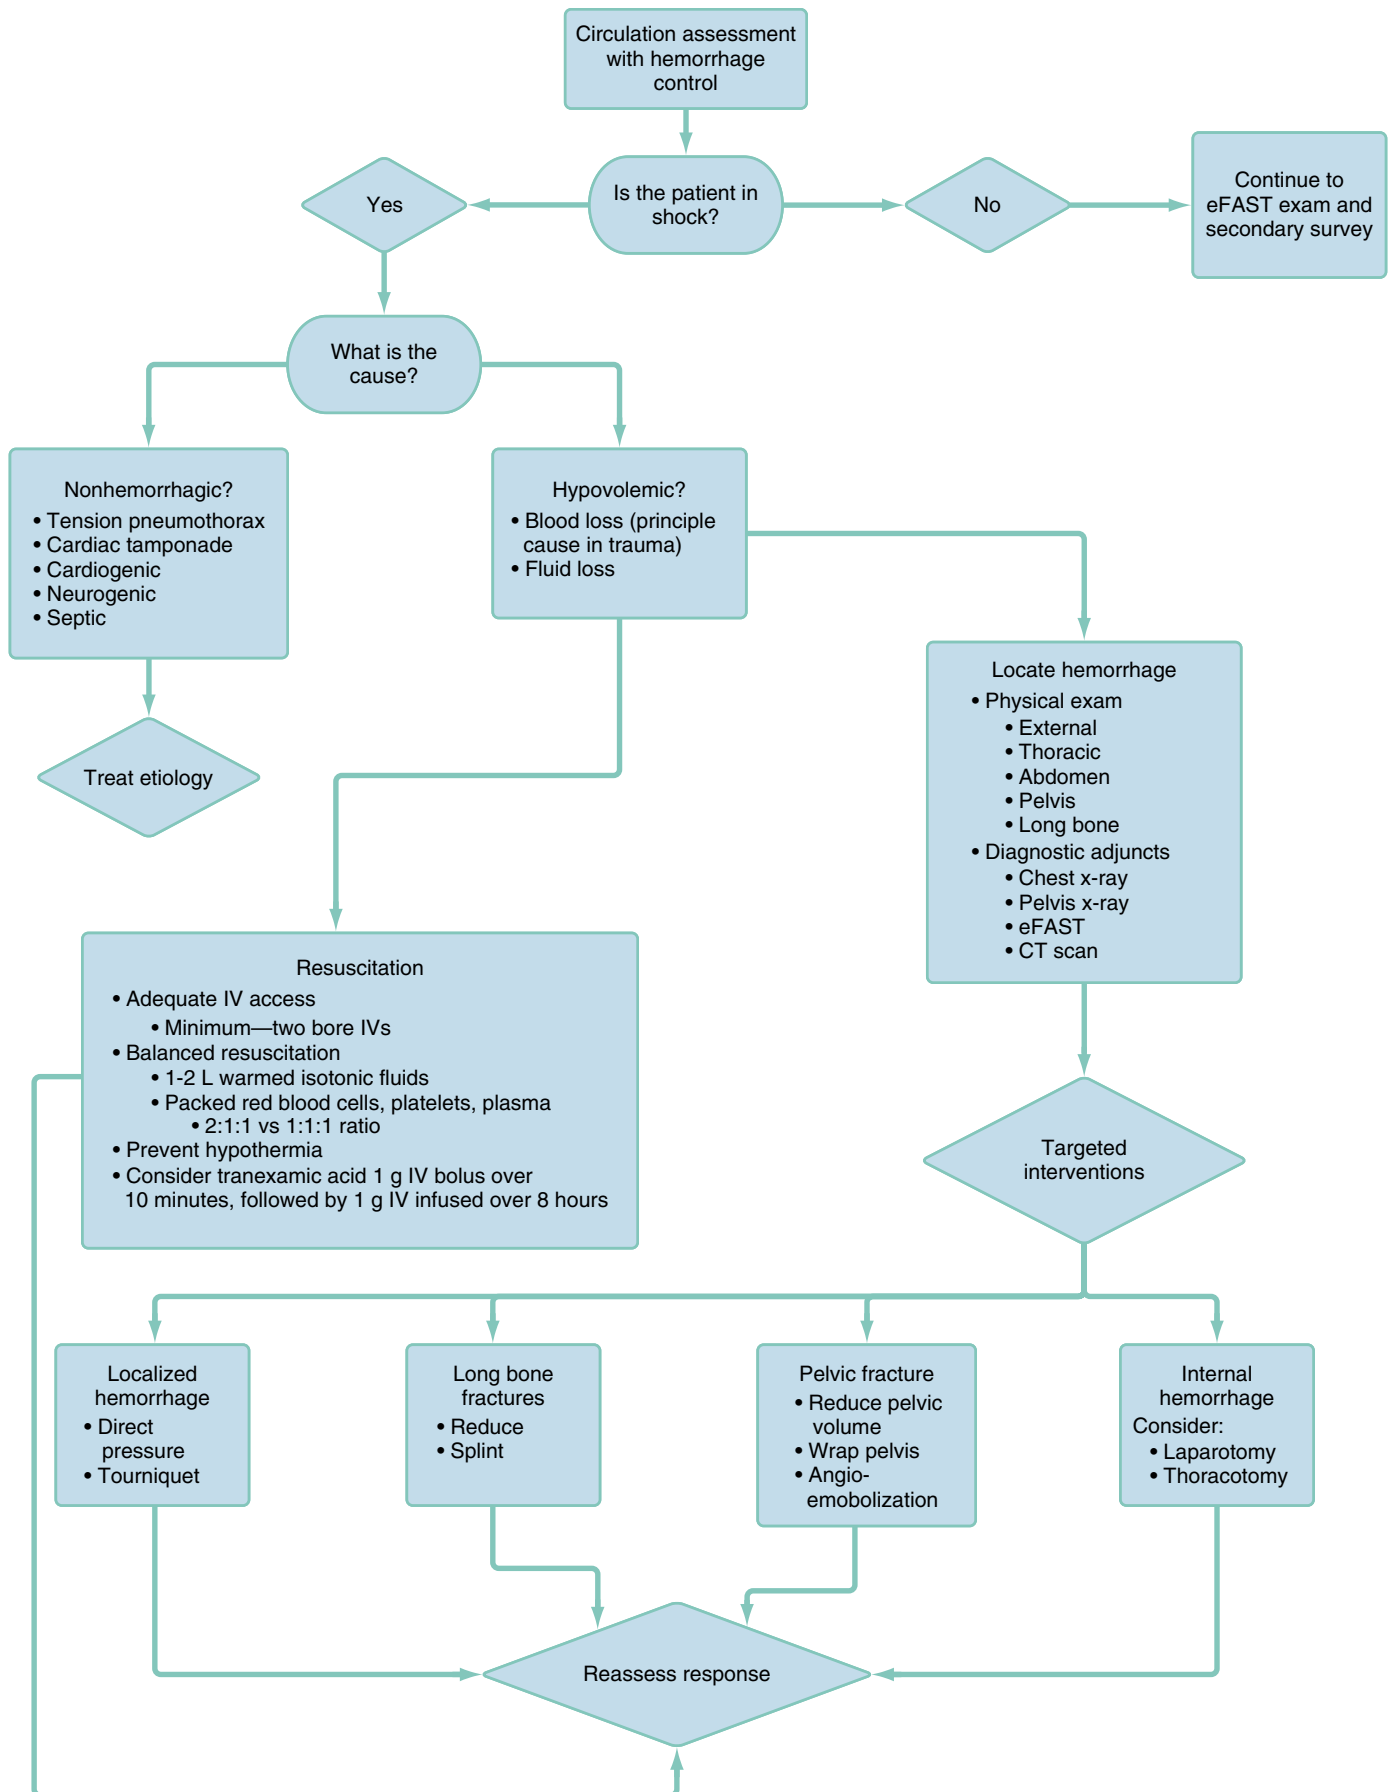 Circulation assessment
with hemorrhage
control
Is the patient in
shock?
Yes
No
Continue to
eFAST exam and
secondary survey
What is the
cause?
Nonhemorrhagic?
• Tension pneumothorax
• Cardiac tamponade
• Cardiogenic
• Neurogenic
• Septic
Treat etiology
Hypovolemic?
• Blood loss (principle
cause in trauma)
• Fluid loss
Locate hemorrhage
• Physical exam
• External
• Thoracic
• Abdomen
• Pelvis
• Long bone
• Diagnostic adjuncts
• Chest x-ray
• Pelvis x-ray
• eFAST
• CT scan
Resuscitation
• Adequate IV access
• Minimum—two bore IVs
• Balanced resuscitation
• 1-2 L warmed isotonic fluids
• Packed red blood cells, platelets, plasma
• 2:1:1 vs 1:1:1 ratio
• Prevent hypothermia
• Consider tranexamic acid 1 g IV bolus over
10 minutes, followed by 1 g IV infused over 8 hours
Targeted
interventions
Localized
hemorrhage
• Direct
pressure
• Tourniquet
Long bone
fractures
• Reduce
• Splint
Pelvic fracture
• Reduce pelvic
volume
• Wrap pelvis
• Angio-
emobolization
Internal
hemorrhage
Consider:
• Laparotomy
• Thoracotomy
Reassess response